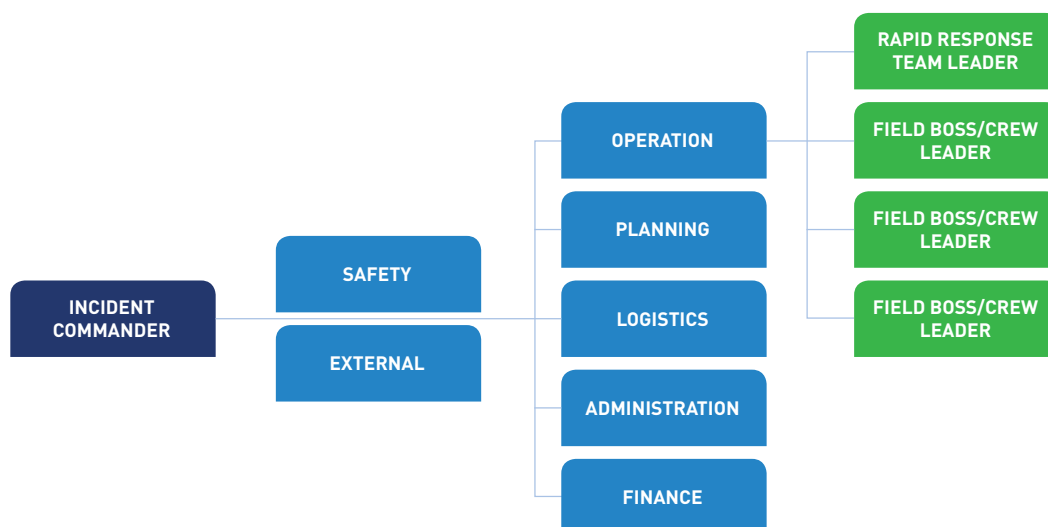 INCIDENT
COMMANDER
SAFETY
EXTERNAL
OPERATION
PLANNING
LOGISTICS
ADMINISTRATION
FINANCE
RAPID RESPONSE
TEAM LEADER
FIELD BOSS/CREW
LEADER
FIELD BOSS/CREW
LEADER
FIELD BOSS/CREW
LEADER